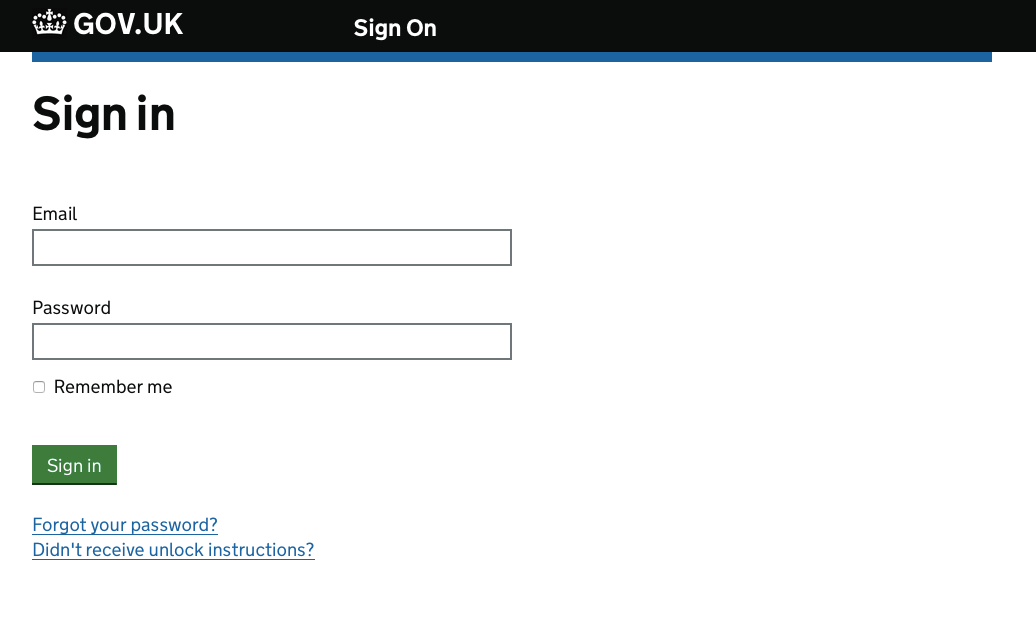 GOV.UK Sign On
Sign in
Email
Password
Remember me
Sign in
Forgot your password?
Didn't receive unlock instructions?